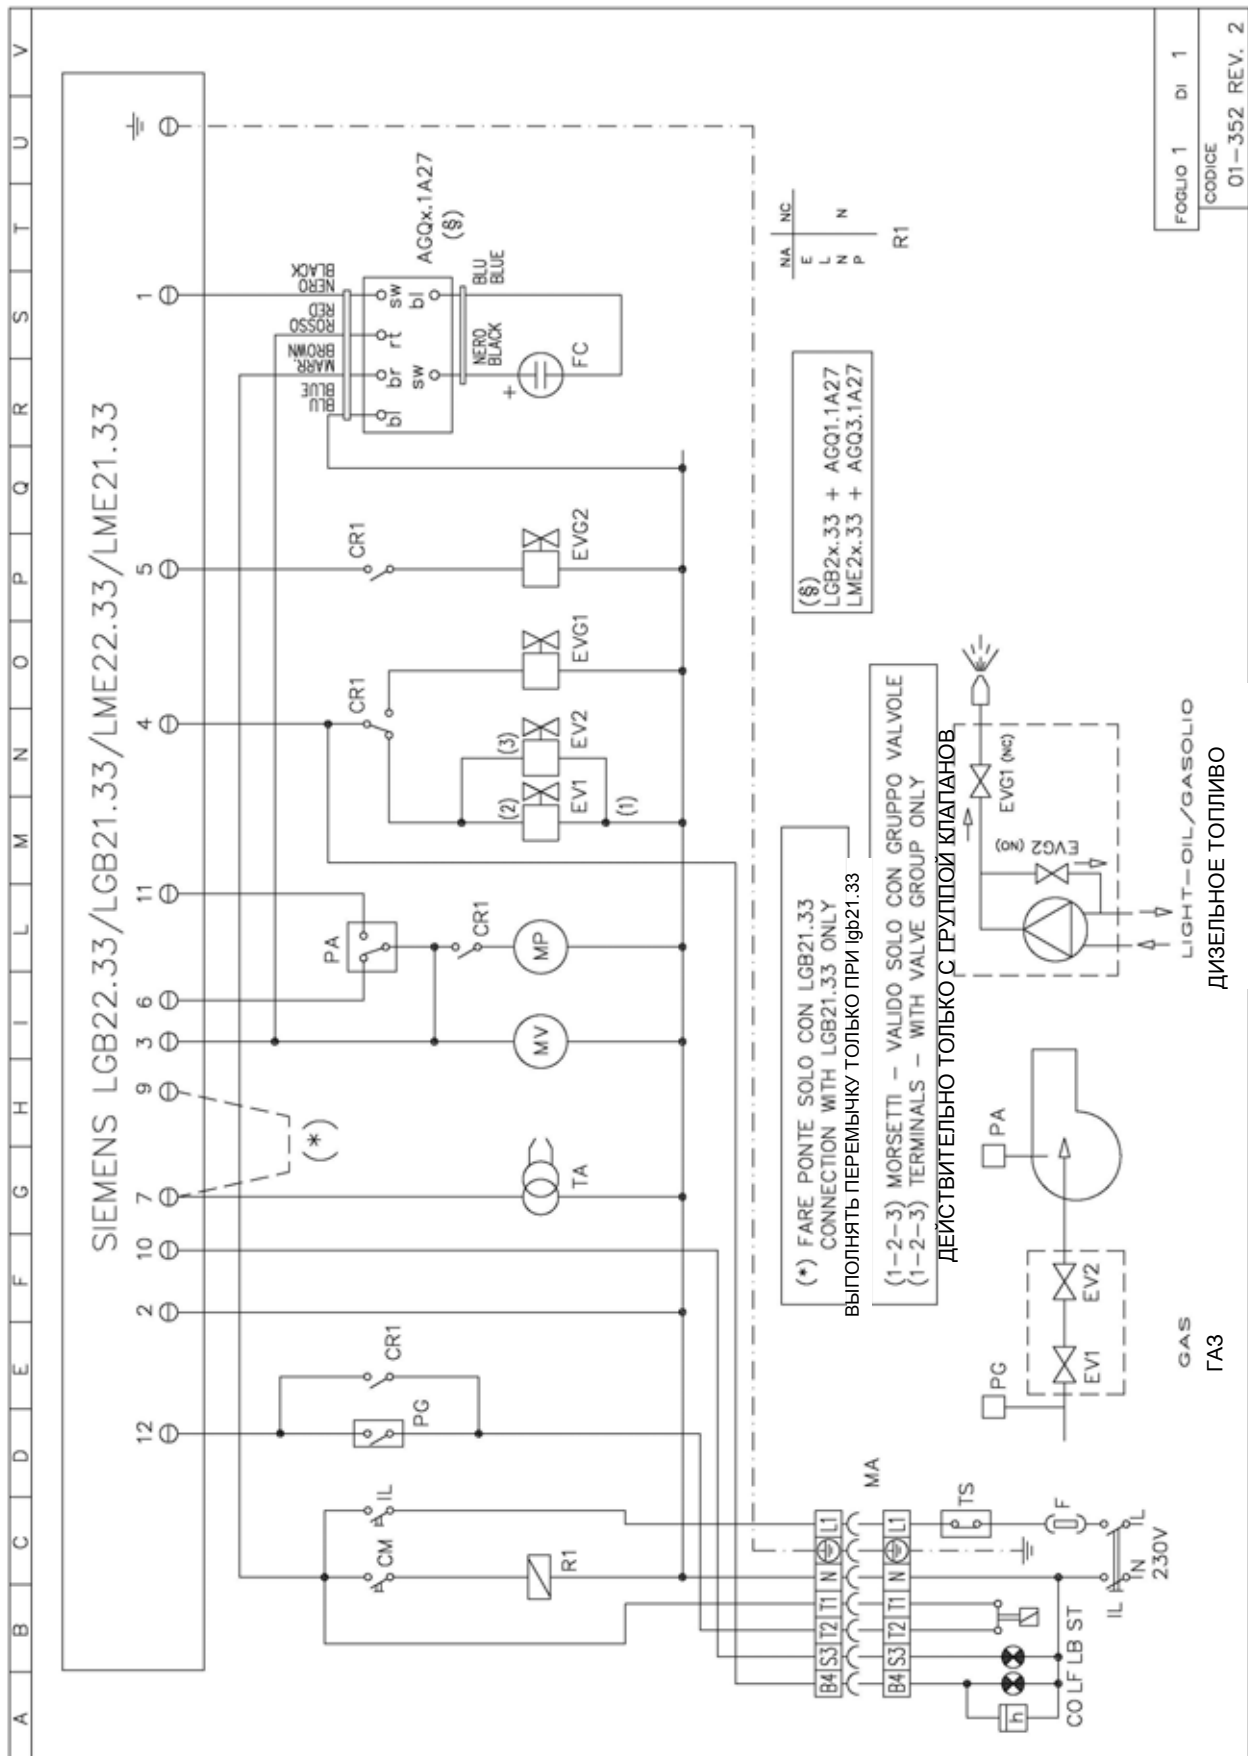 A B C D E F G H I L M N O P Q R S T U V
SIEMENS LGB22.33/LGB21.33/LME22.33/LME21.33
12 2 10 7 9 3 6 11 4 5 1
(*)
CM
IL
R1
PG
CR1
TA
MV
PA
MP
CR1
CR1
(2)
(3)
EV1
EV2
(1)
EVG1
CR1
EVG2
BLU
BLUE
MARR.
BROWN
ROSSO
RED
NERO
BLACK
bl br rt sw
sw bl
AGQx.1A27
(§)
NERO
BLACK
BLU
BLUE
+
FC
B4 S3 T2 T1 N L1
MA
B4 S3 T2 T1 N L1
TS
F
h
CO LF LB ST
IL
N L
230V
(*) FARE PONTE SOLO CON LGB21.33
CONNECTION WITH LGB21.33 ONLY
ВЫПОЛНЯТЬ ПЕРЕМЫЧКУ ТОЛЬКО ПРИ lgb21.33
(1-2-3) MORSETTI - VALIDO SOLO CON GRUPPO VALVOLE
(1-2-3) TERMINALS - WITH VALVE GROUP ONLY
ДЕЙСТВИТЕЛЬНО ТОЛЬКО С ГРУППОЙ КЛАПАНОВ
(§)
LGB2x.33 + AGQ1.1A27
LME2x.33 + AGQ3.1A27
NA NC
E
L
N N
P
R1
PG
EV1
EV2
PA
GAS
ГАЗ
EVG2 (NO)
EVG1 (NC)
LIGHT-OIL/GASOLIO
ДИЗЕЛЬНОЕ ТОПЛИВО
FOGLIO 1 DI 1
CODICE
01-352 REV. 2